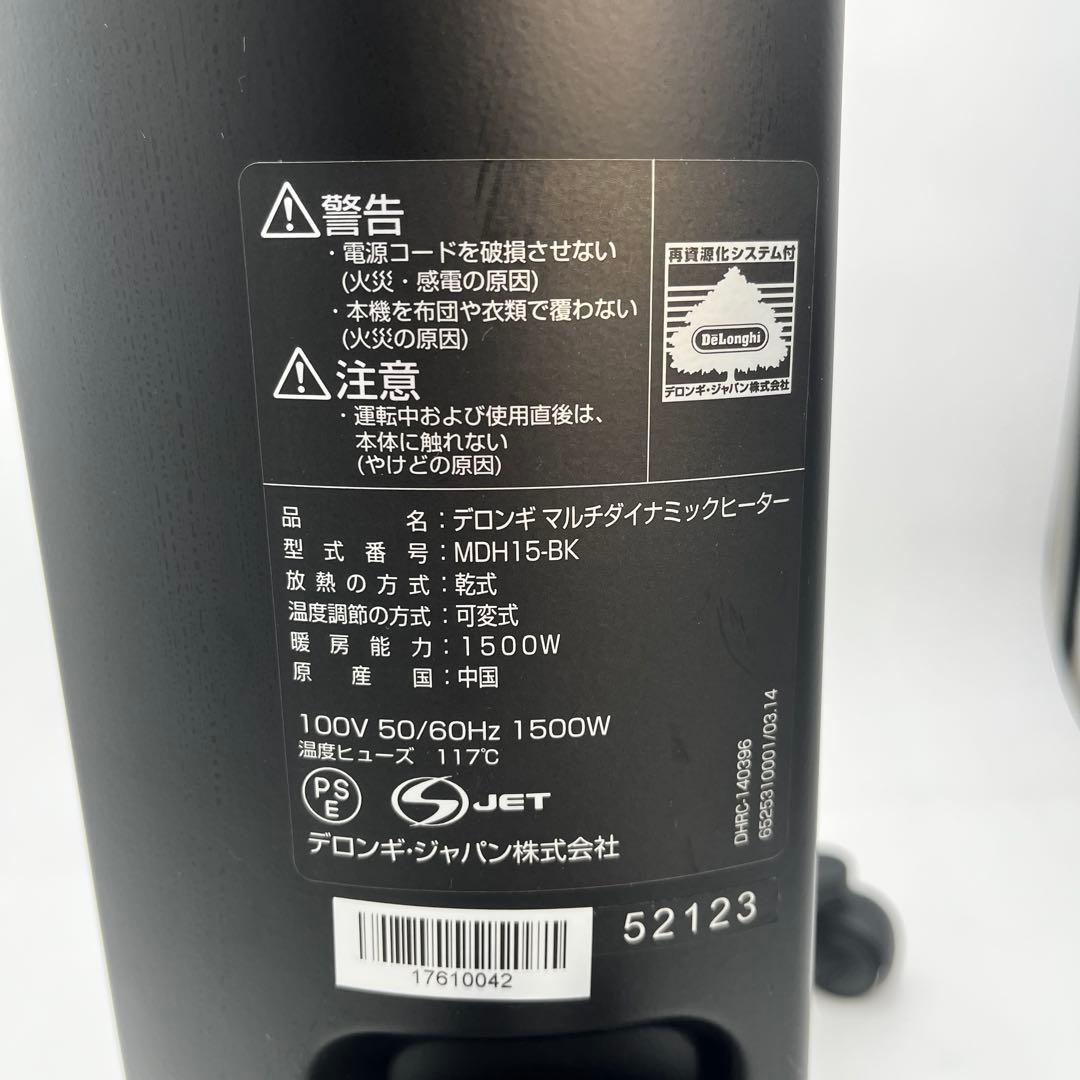 警告
・電源コードを破損させない
(火災・感電の原因)
・本機を布団や衣類で覆わない
(火災の原因)
注意
・運転中および使用直後は、
本体に触れない
(やけどの原因)
再資源化システム付
DeLonghi
デロンギ・ジャパン株式会社
品名：デロンギ マルチダイナミックヒーター
型式番号：MDH15-BK
放熱の方式：乾式
温度調節の方式：可変式
暖房能力：1500W
原産国：中国
100V 50/60Hz 1500W
温度ヒューズ 117℃
PS
E
S JET
デロンギ・ジャパン株式会社
DHRC-140396
6525310001/03.14
52123
17610042